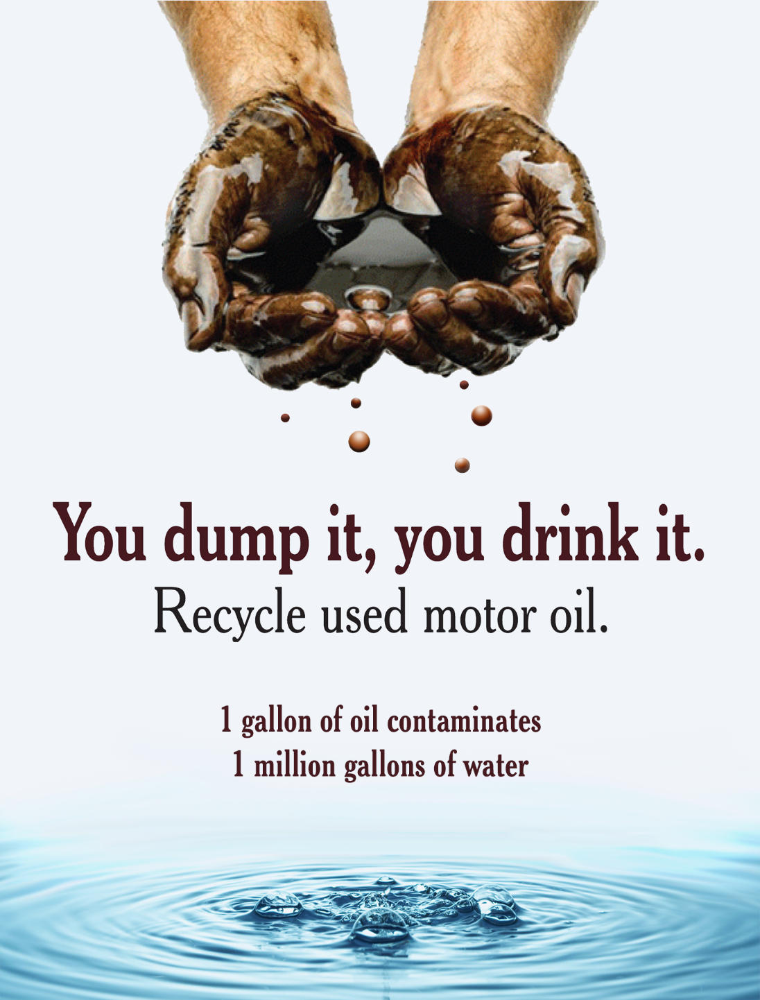 You dump it, you drink it.
Recycle used motor oil.
1 gallon of oil contaminates
1 million gallons of water